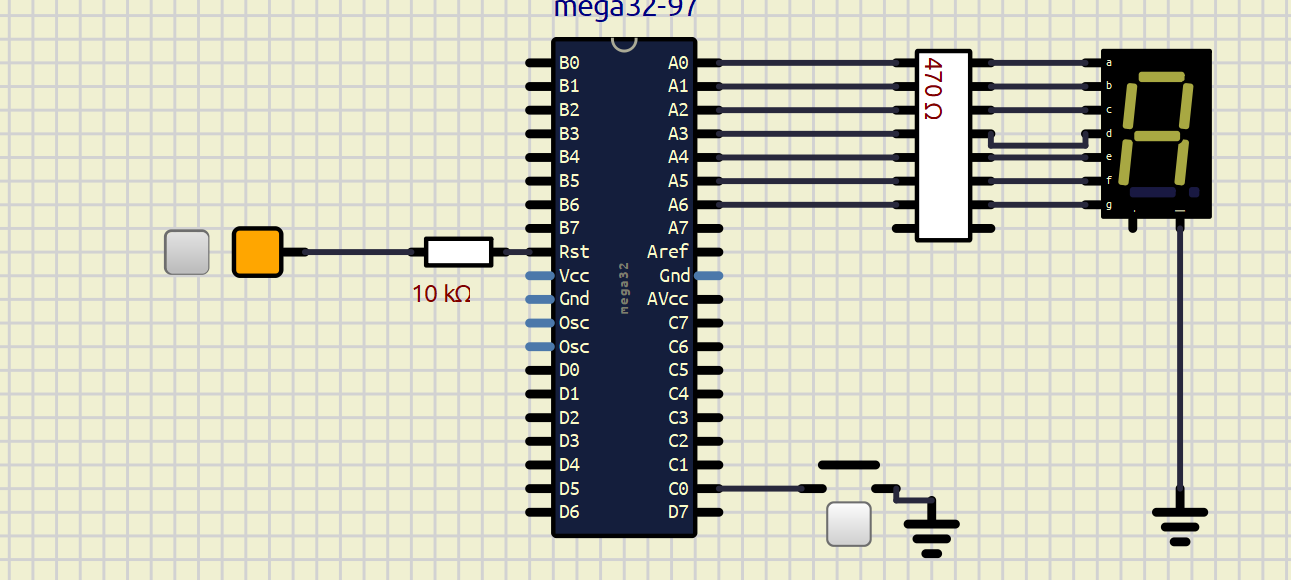 mega32-97
B0 A0
B1 A1
B2 A2
B3 A3
B4 A4
B5 A5
B6 A6
B7 A7
Rst Aref
Vcc Gnd
Gnd AVcc
Osc C7
Osc C6
D0 C5
D1 C4
D2 C3
D3 C2
D4 C1
D5 C0
D6 D7
mega32
10 kΩ
470 Ω
a
b
c
d
e
f
g